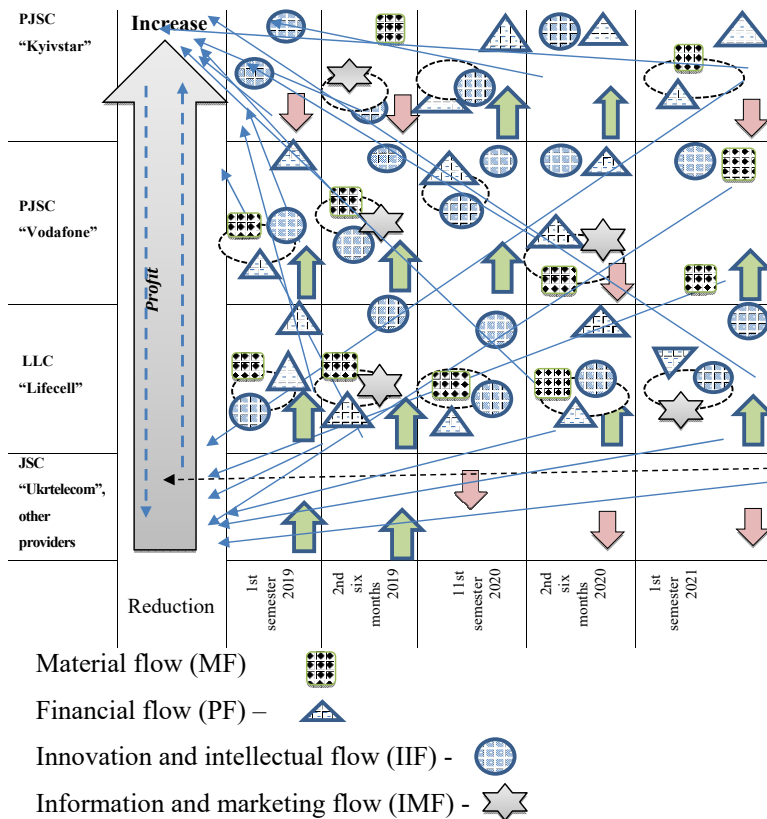 PJSC
“Kyivstar”
Increase
PJSC
“Vodafone”
Profit
LLC
“Lifecell”
JSC
“Ukrtelecom”,
other
providers
Reduction
1st
semester
2019
2nd
six
months
2019
11st
semester
2020
2nd
six
months
2020
1st
semester
2021
Material flow (MF)
Financial flow (PF) –
Innovation and intellectual flow (IIF) -
Information and marketing flow (IMF) -